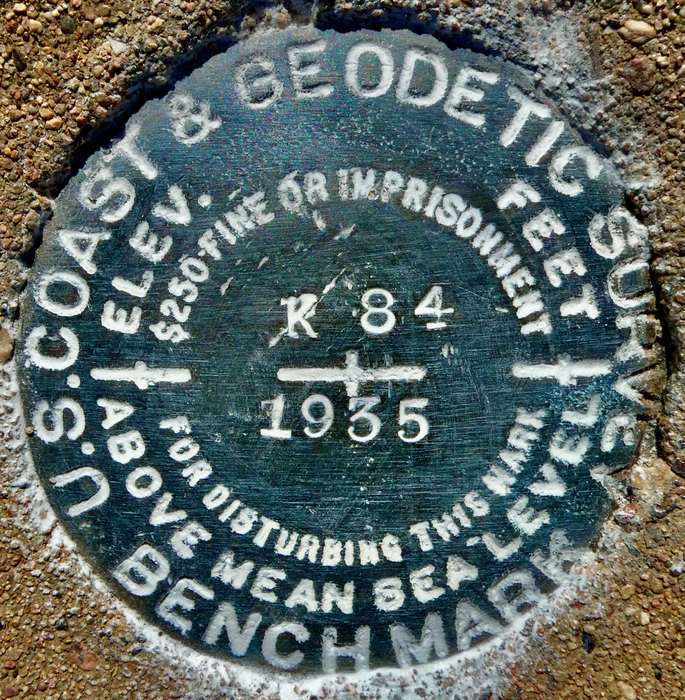 U.S. COAST & GEODETIC SURVEY
ELEV. FEET
$250 FINE OR IMPRISONMENT
K 84
1935
FOR DISTURBING THIS MARK
ABOVE MEAN SEA LEVEL
BENCH MARK